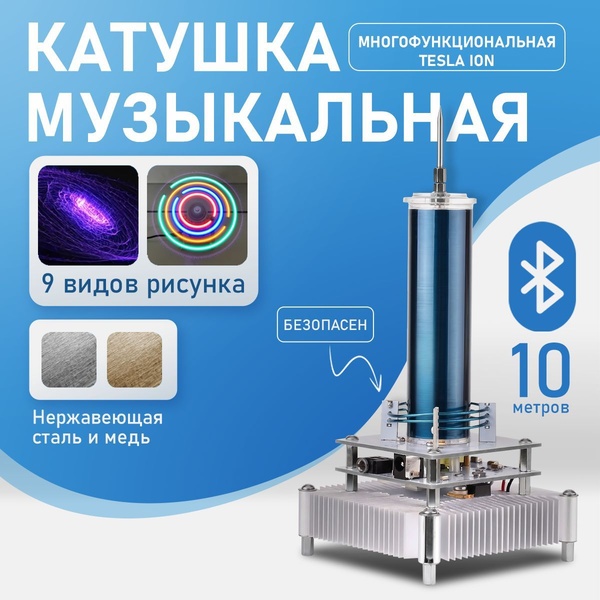 КАТУШКА
МНОГОФУНКЦИОНАЛЬНАЯ
TESLA ION
МУЗЫКАЛЬНАЯ
9 видов рисунка
БЕЗОПАСЕН
10
метров
Нержавеющая
сталь и медь